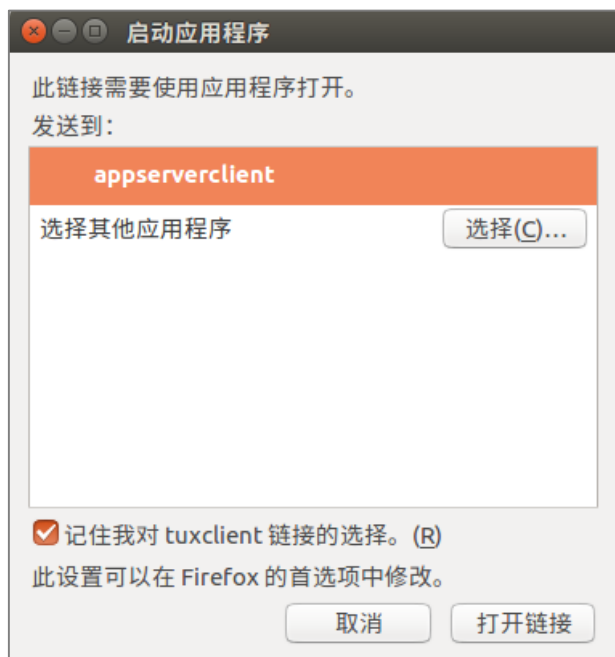 启动应用程序
此链接需要使用应用程序打开。
发送到：
appserverclient
选择其他应用程序 选择(C)...
记住我对 tuxclient 链接的选择。(R)
此设置可以在 Firefox 的首选项中修改。
取消 打开链接